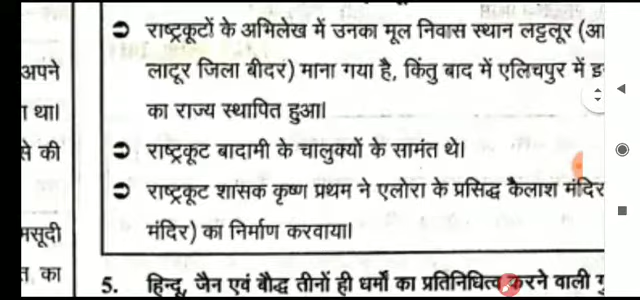 राष्ट्रकूटों के अभिलेख में उनका मूल निवास स्थान लट्टलूर (आ
अपने लाटूर जिला बीदर) माना गया है, किंतु बाद में एलिचपुर में इ
ा था। का राज्य स्थापित हुआ।
से की राष्ट्रकूट बादामी के चालुक्यों के सामंत थे।
राष्ट्रकूट शासक कृष्ण प्रथम ने एलोरा के प्रसिद्ध कैलाश मंदिर
मसूदी मंदिर) का निर्माण करवाया।
त, का 5. हिन्दू, जैन एवं बौद्ध तीनों ही धर्मों का प्रतिनिधित्व करने वाली गु